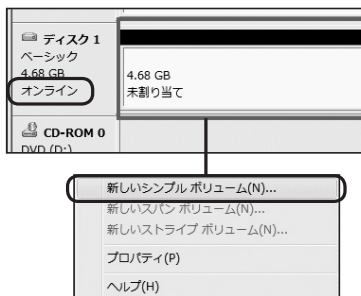 ディスク 1
ベーシック
4.68 GB
オンライン
4.68 GB
未割り当て
CD-ROM 0
DVD (D:)
新しいシンプル ボリューム(N)...
新しいスパン ボリューム(N)...
新しいストライプ ボリューム(N)...
プロパティ(P)
ヘルプ(H)